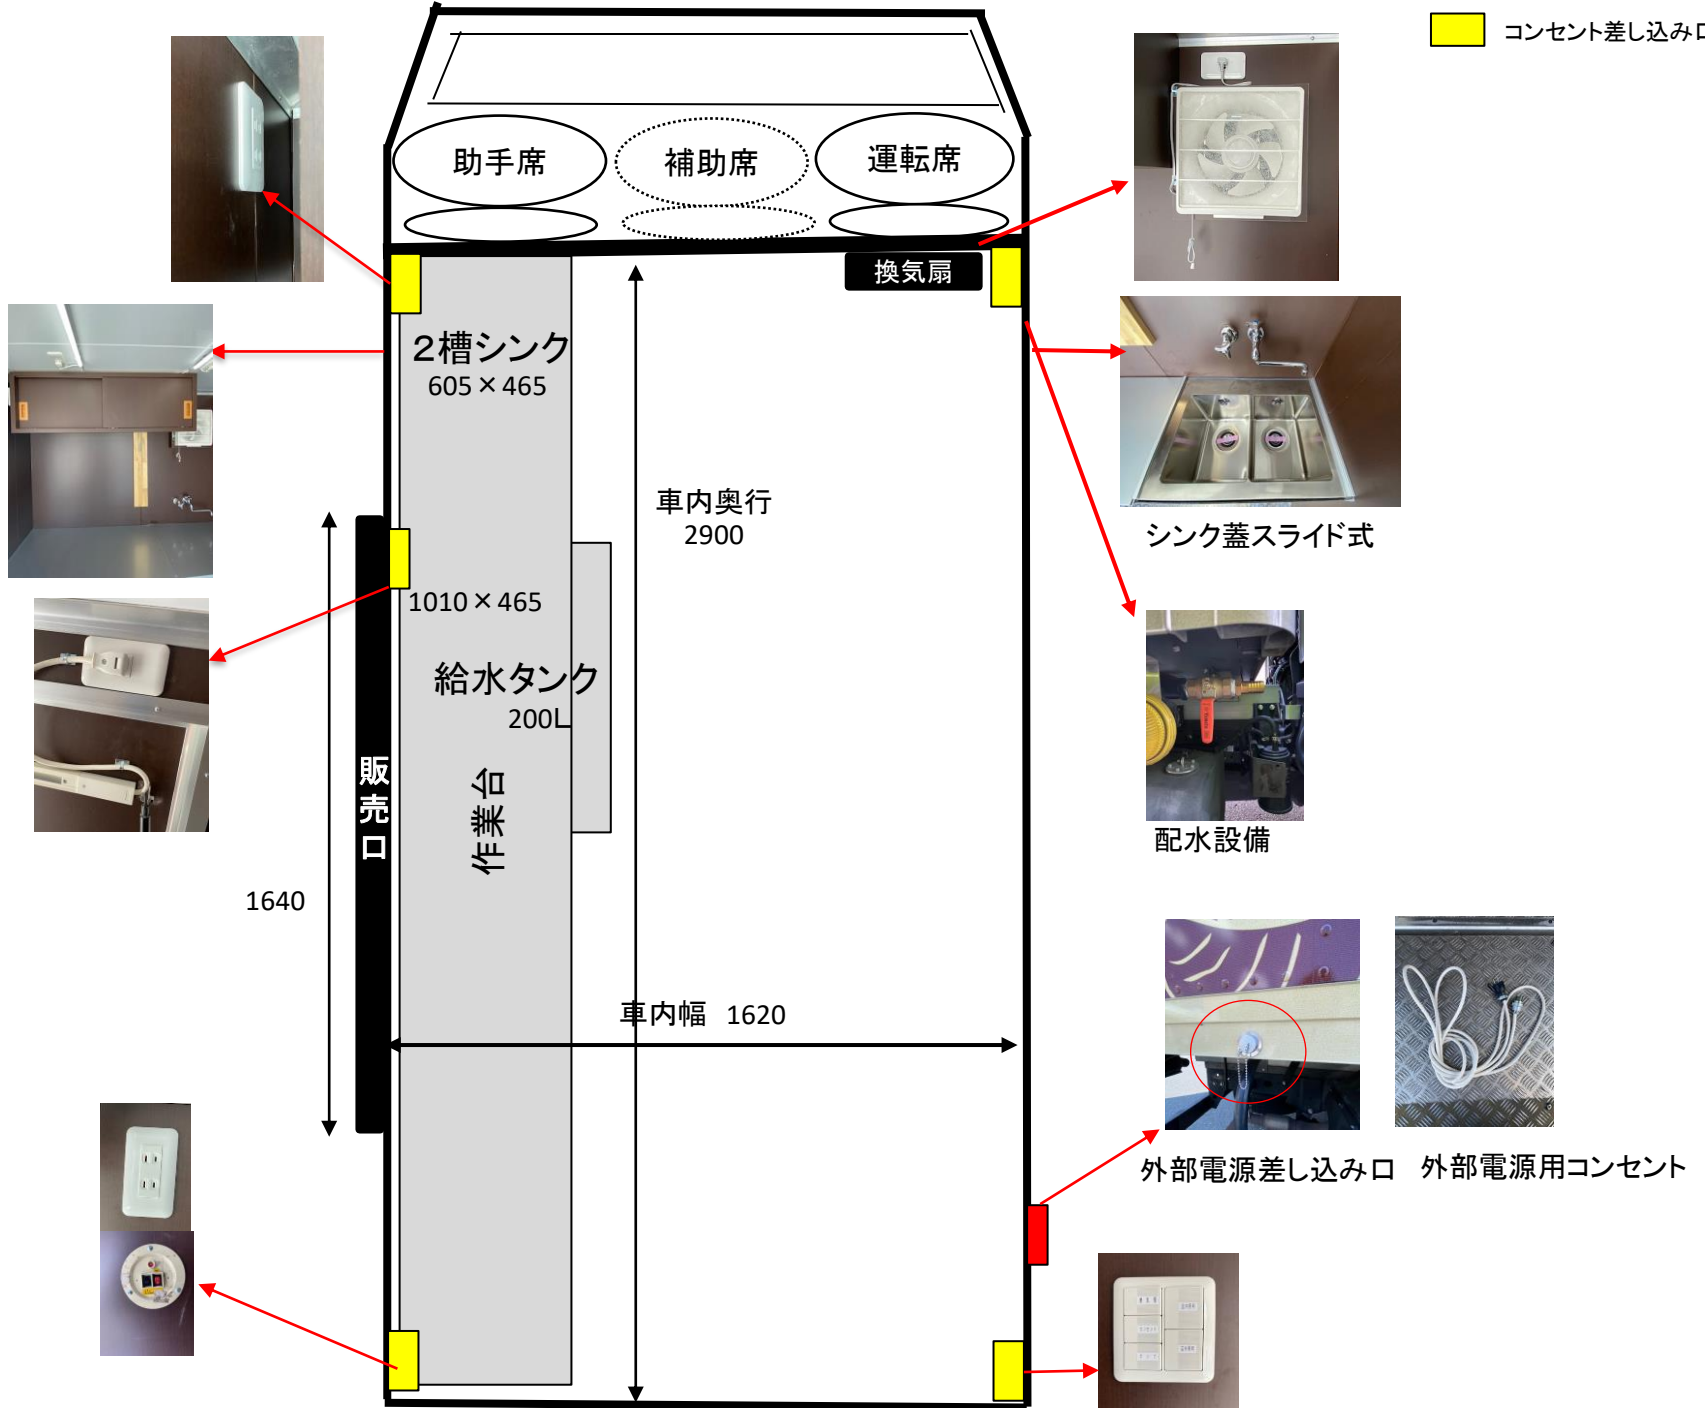 コンセント差し込み口
助手席
補助席
運転席
換気扇
2槽シンク
605×465
シンク蓋スライド式
車内奥行
2900
1010×465
給水タンク
200L
販売口
作業台
配水設備
1640
車内幅 1620
外部電源差し込み口
外部電源用コンセント